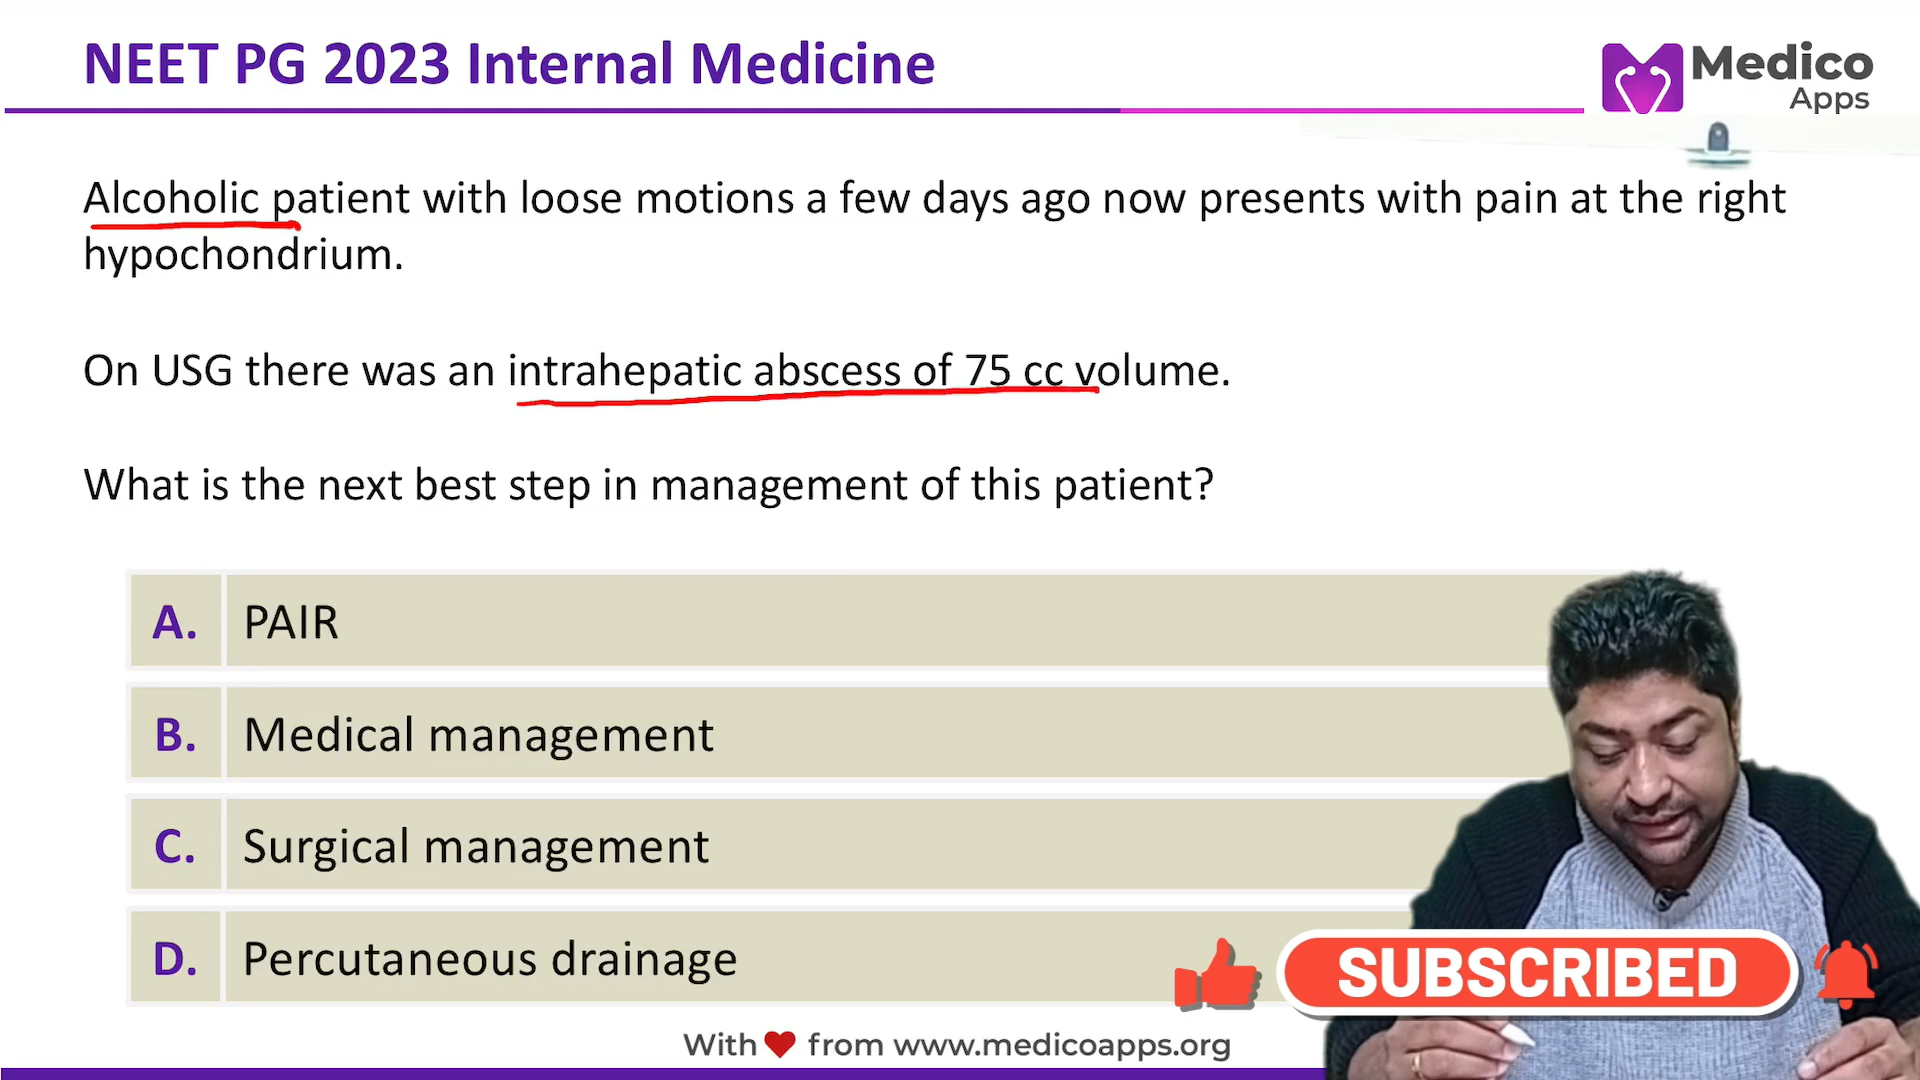 NEET PG 2023 Internal Medicine
Medico
Apps
Alcoholic patient with loose motions a few days ago now presents with pain at the right
hypochondrium.
On USG there was an intrahepatic abscess of 75 cc volume.
What is the next best step in management of this patient?
A. PAIR
B. Medical management
C. Surgical management
D. Percutaneous drainage
SUBSCRIBED
With from www.medicoapps.org